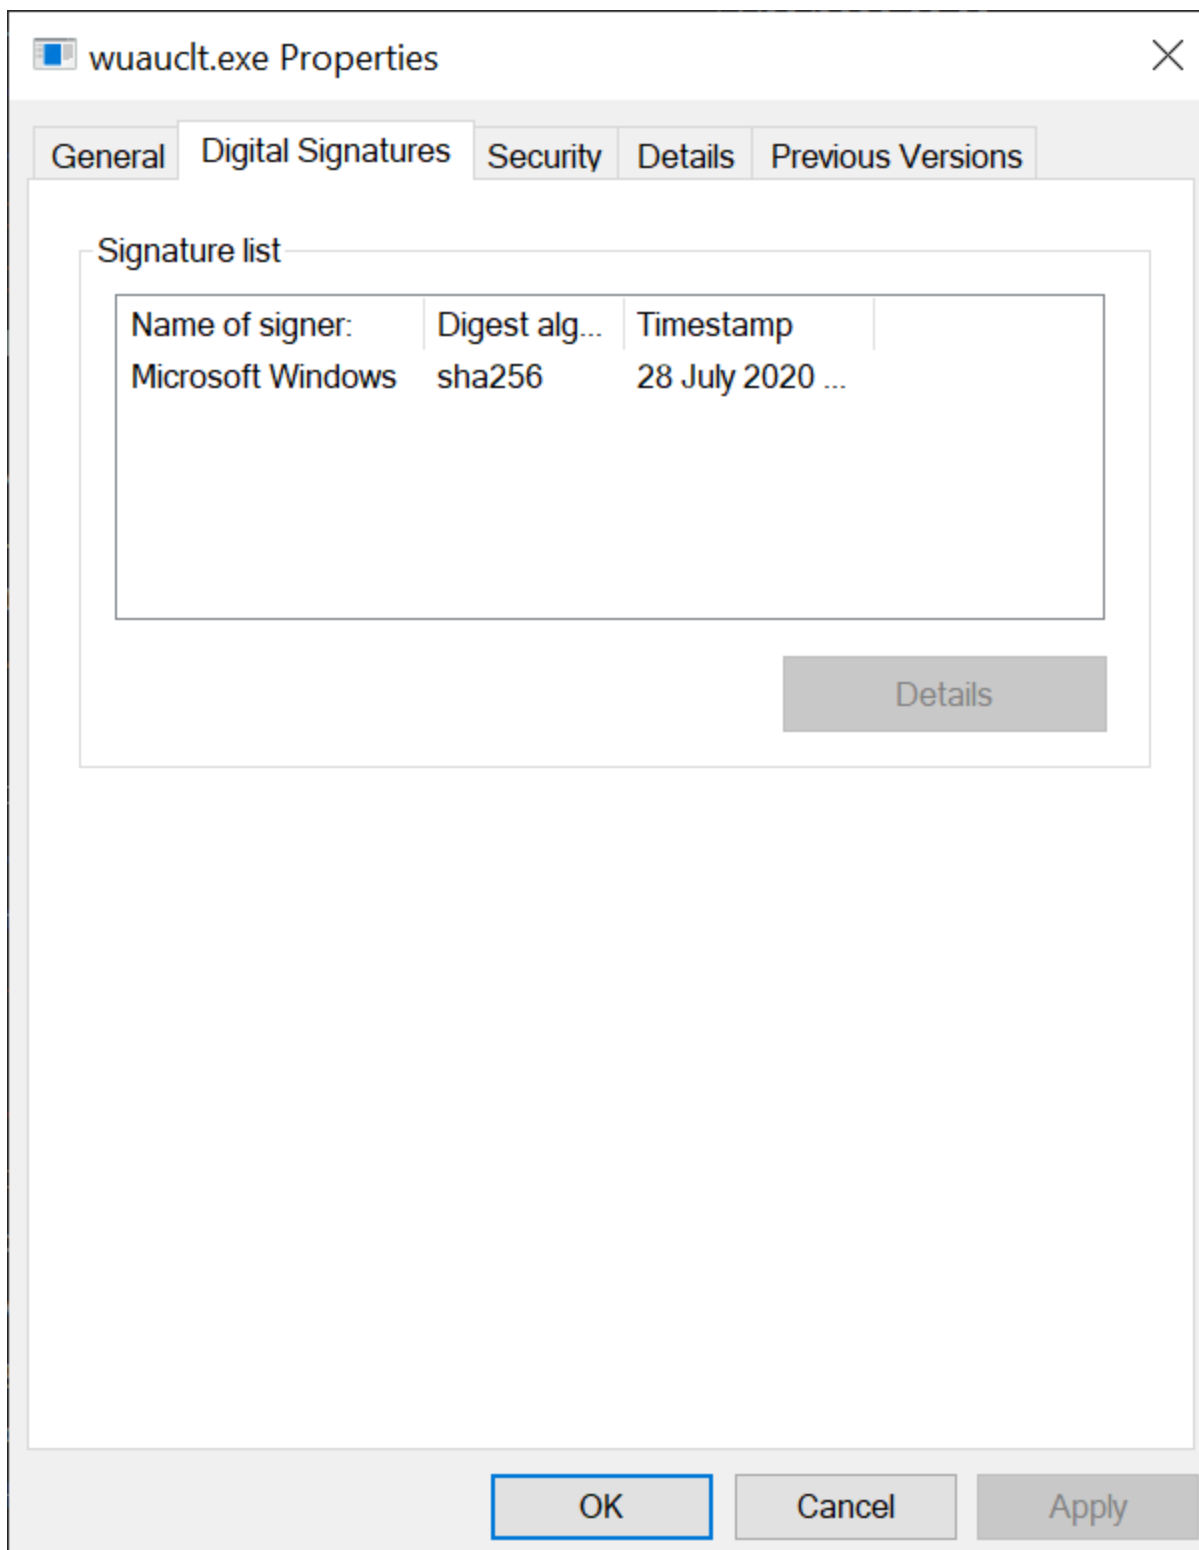 wuauclt.exe Properties
General Digital Signatures Security Details Previous Versions
Signature list
Name of signer: Digest alg... Timestamp
Microsoft Windows sha256 28 July 2020 ...
Details
OK Cancel Apply